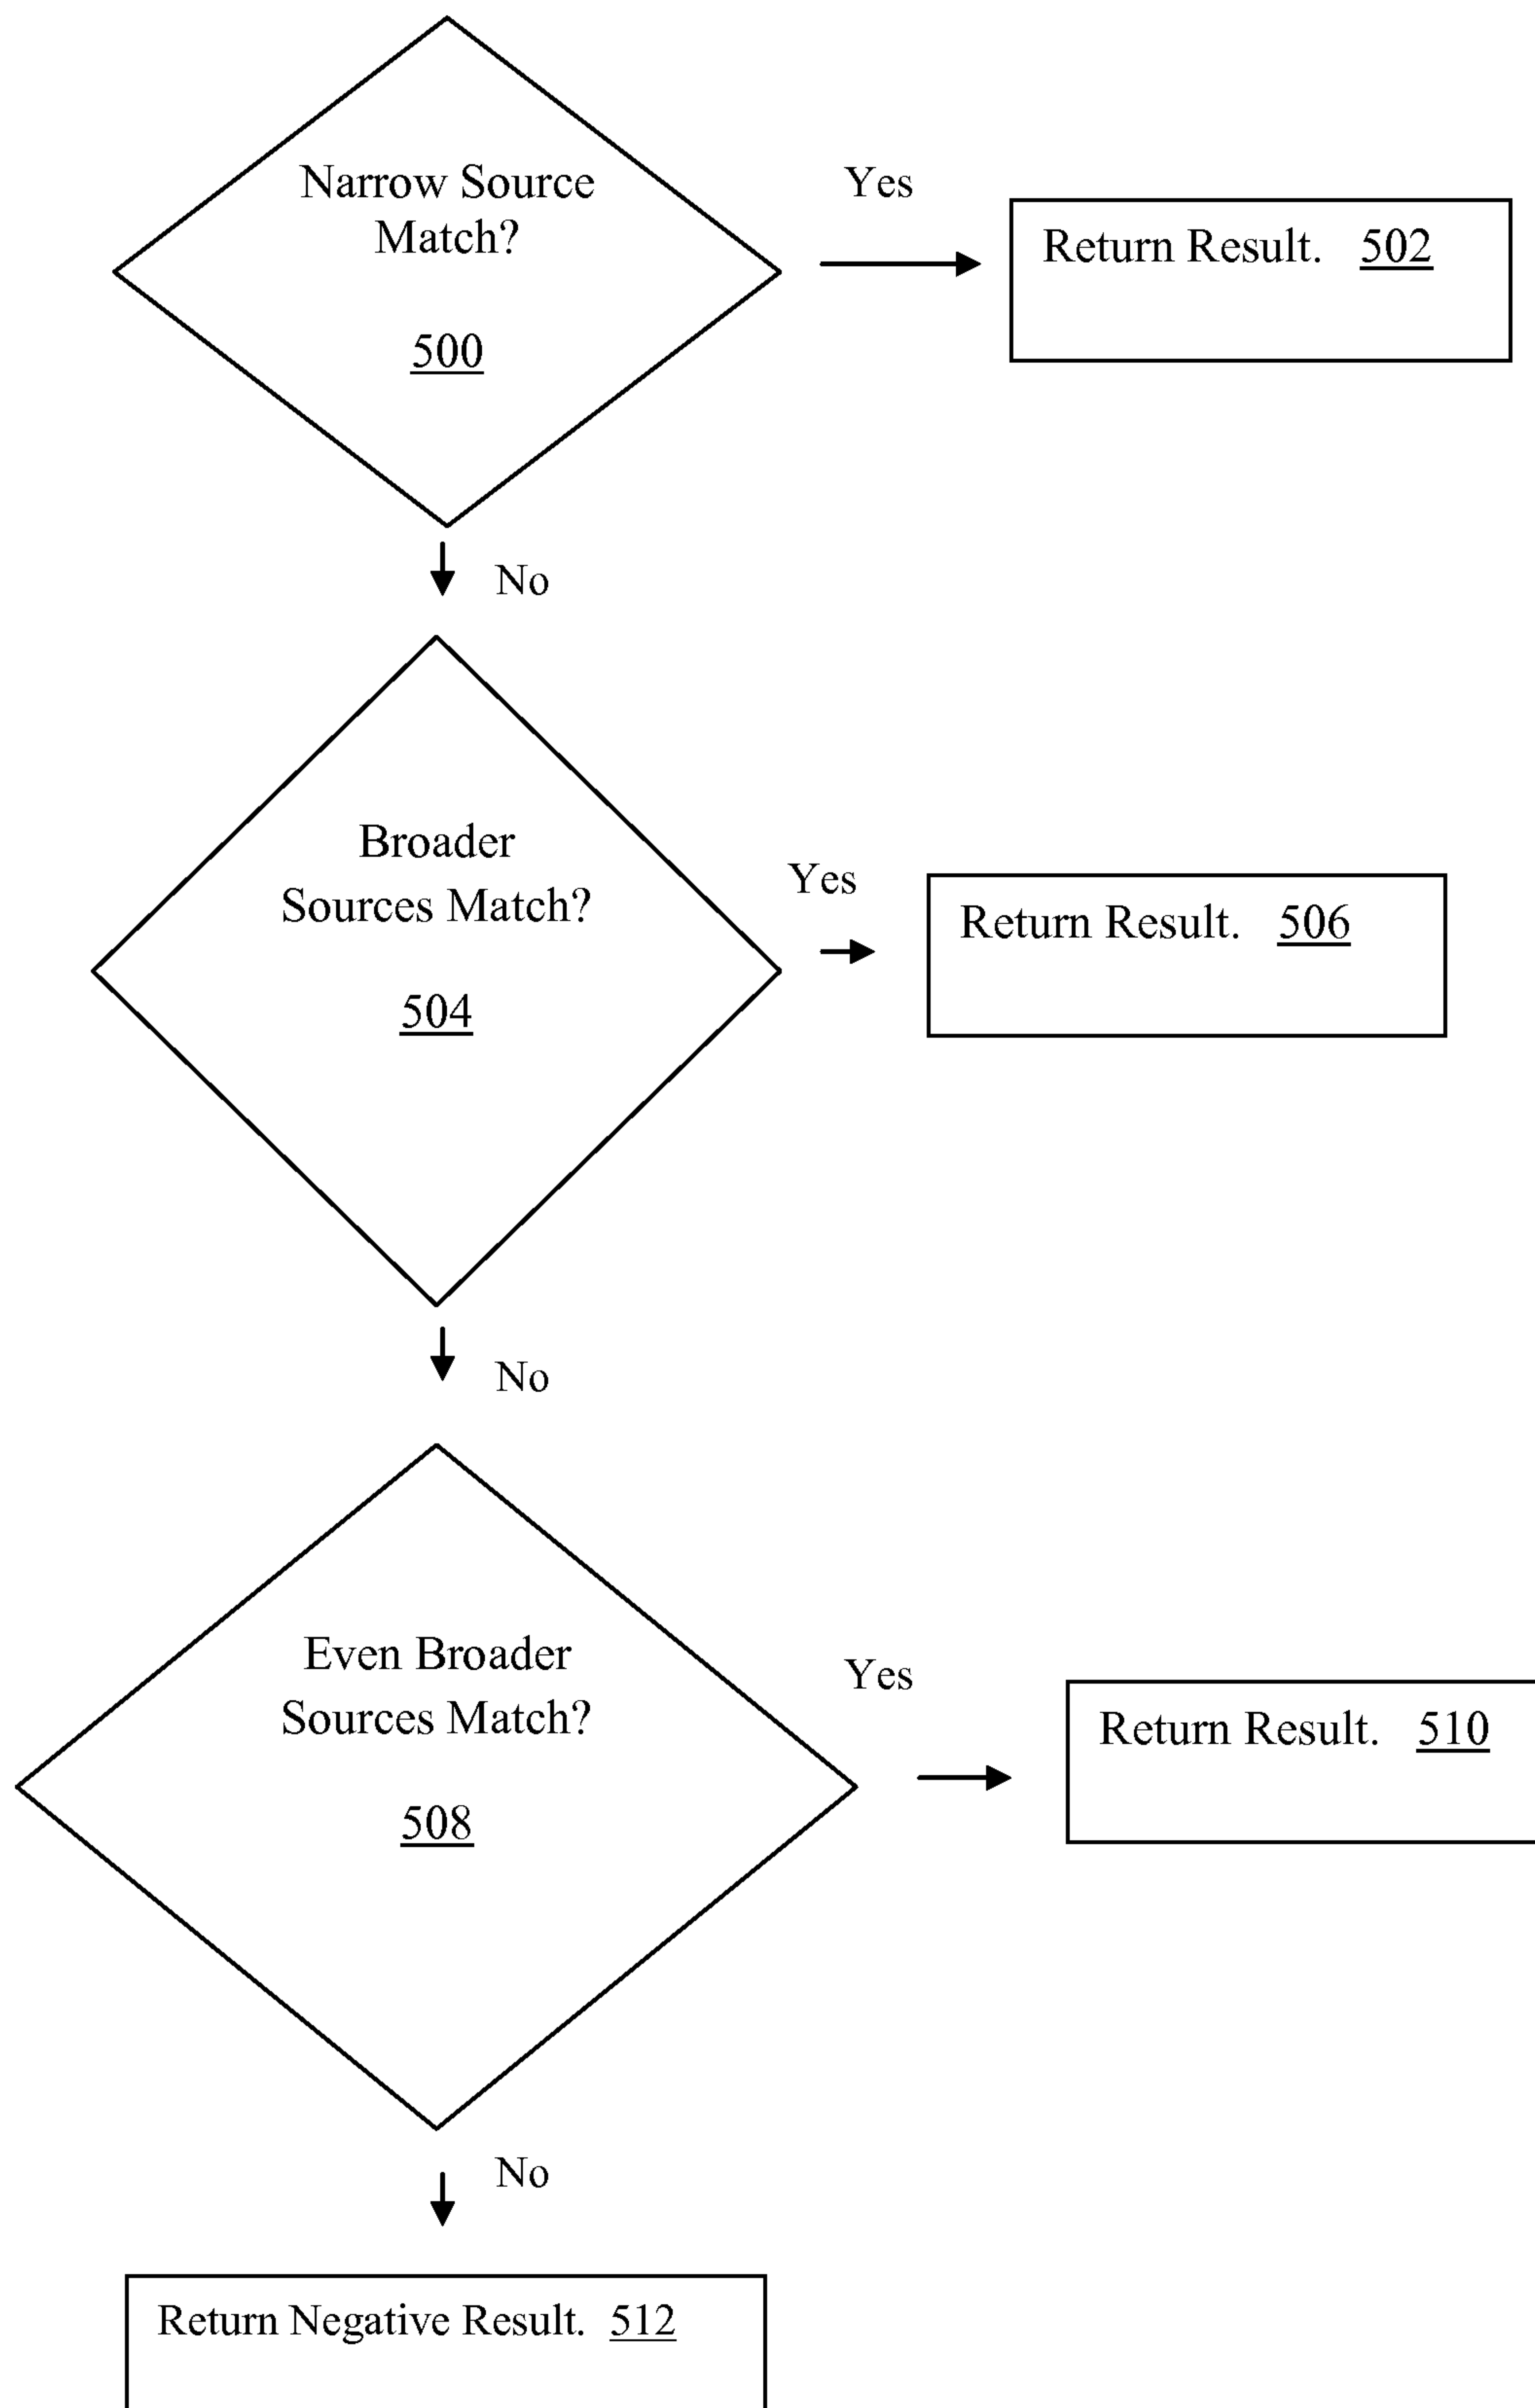 Narrow Source
Match?
500
Yes
Return Result. 502
No
Broader
Sources Match?
504
Yes
Return Result. 506
No
Even Broader
Sources Match?
508
Yes
Return Result. 510
No
Return Negative Result. 512